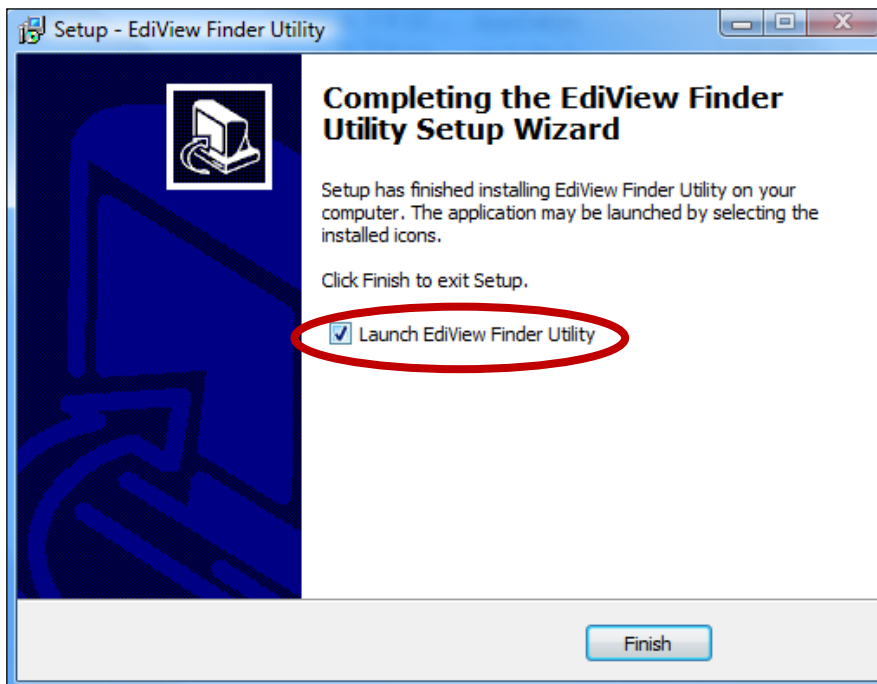 Setup - EdiView Finder Utility
Completing the EdiView Finder
Utility Setup Wizard
Setup has finished installing EdiView Finder Utility on your
computer. The application may be launched by selecting the
installed icons.
Click Finish to exit Setup.
Launch EdiView Finder Utility
Finish